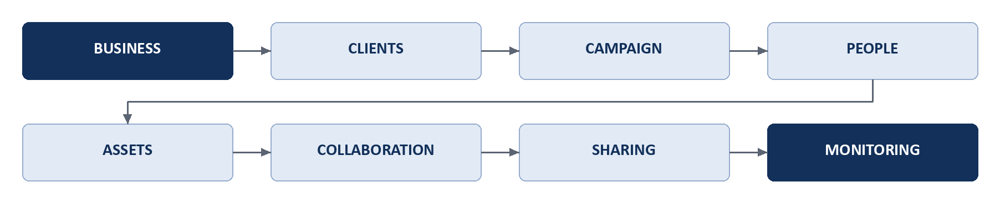 BUSINESS
CLIENTS
CAMPAIGN
PEOPLE
ASSETS
COLLABORATION
SHARING
MONITORING